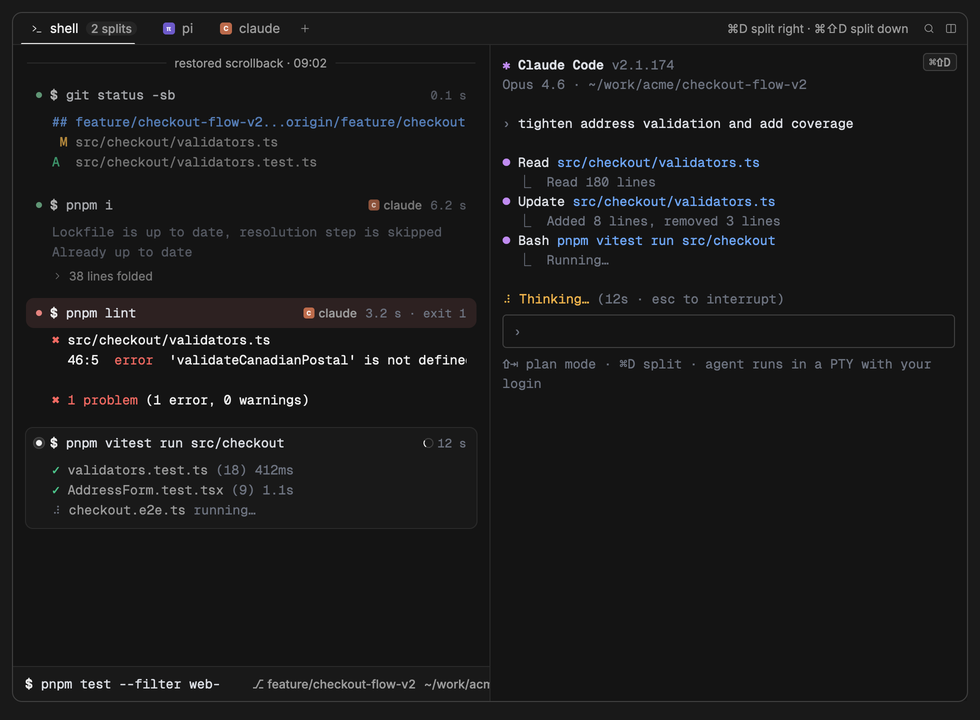 >_ shell 2 splits π pi c claude + ⌘D split right · ⌘⇧D split down
restored scrollback · 09:02
$ git status -sb 0.1 s
## feature/checkout-flow-v2...origin/feature/checkout
M src/checkout/validators.ts
A src/checkout/validators.test.ts
$ pnpm i c claude 6.2 s
Lockfile is up to date, resolution step is skipped
Already up to date
› 38 lines folded
$ pnpm lint c claude 3.2 s · exit 1
✖ src/checkout/validators.ts
46:5 error 'validateCanadianPostal' is not define
✖ 1 problem (1 error, 0 warnings)
$ pnpm vitest run src/checkout 12 s
✓ validators.test.ts (18) 412ms
✓ AddressForm.test.tsx (9) 1.1s
checkout.e2e.ts running…
$ pnpm test --filter web- feature/checkout-flow-v2 ~/work/acm
✱ Claude Code v2.1.174 ⌘⇧D
Opus 4.6 · ~/work/acme/checkout-flow-v2
› tighten address validation and add coverage
● Read src/checkout/validators.ts
⎿ Read 180 lines
● Update src/checkout/validators.ts
⎿ Added 8 lines, removed 3 lines
● Bash pnpm vitest run src/checkout
⎿ Running…
Thinking… (12s · esc to interrupt)
›
⇧⇥ plan mode · ⌘D split · agent runs in a PTY with your
login